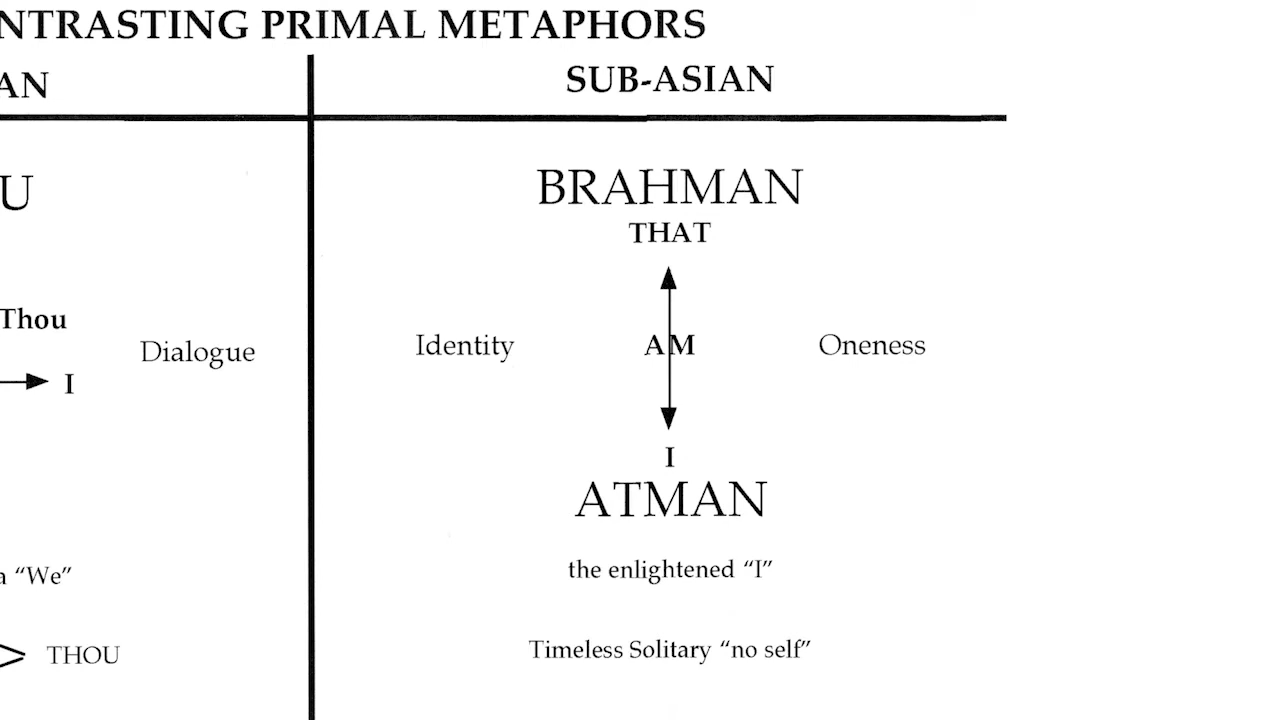 NTRASTING PRIMAL METAPHORS
AN
SUB-ASIAN
U
BRAHMAN
THAT
Thou
Dialogue
I
Identity
AM
Oneness
I
ATMAN
the enlightened “I”
a “We”
Timeless Solitary “no self”
> THOU